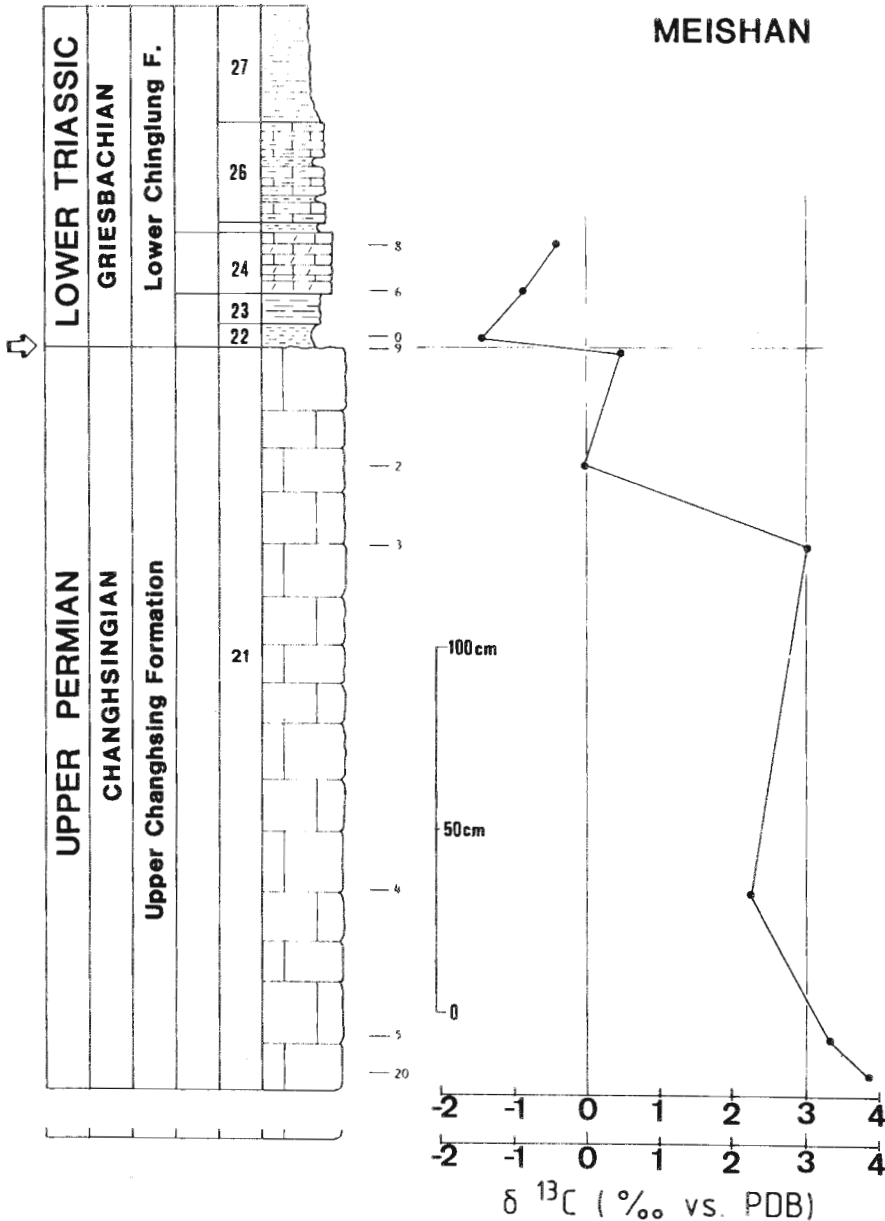 MEISHAN
LOWER TRIASSIC
GRIESBACHIAN
Lower Chinglung F.
27
26
24
23
22
8
6
0
9
UPPER PERMIAN
CHANGHSINGIAN
Upper Changhsing Formation
21
2
3
4
5
20
100cm
50cm
0
-2 -1 0 1 2 3 4
-2 -1 0 1 2 3 4
δ ¹³C (‰ vs. PDB)